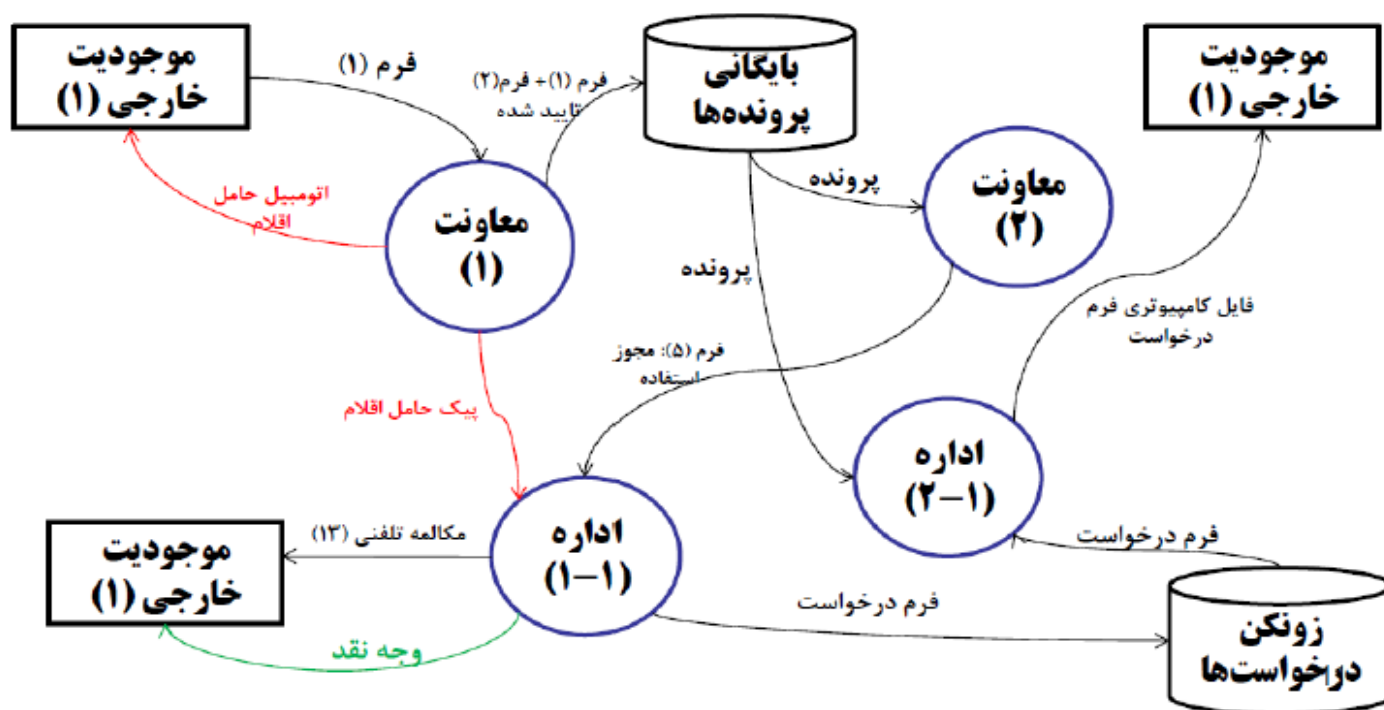 موجودیت
خارجی (۱)
فرم (۱)
فرم (۱)+ فرم(۲)
تایید شده
بایگانی
پرونده‌ها
موجودیت
خارجی (۱)
اتومبیل حامل
اقلام
معاونت
(۱)
پرونده
معاونت
(۲)
پرونده
فایل کامپیوتری فرم
درخواست
فرم (۵): مجوز
استفاده
پیک حامل اقلام
اداره
(۲-۱)
موجودیت
خارجی (۱)
مکالمه تلفنی (۱۳)
اداره
(۱-۱)
فرم درخواست
فرم درخواست
زونکن
درخواست‌ها
وجه نقد